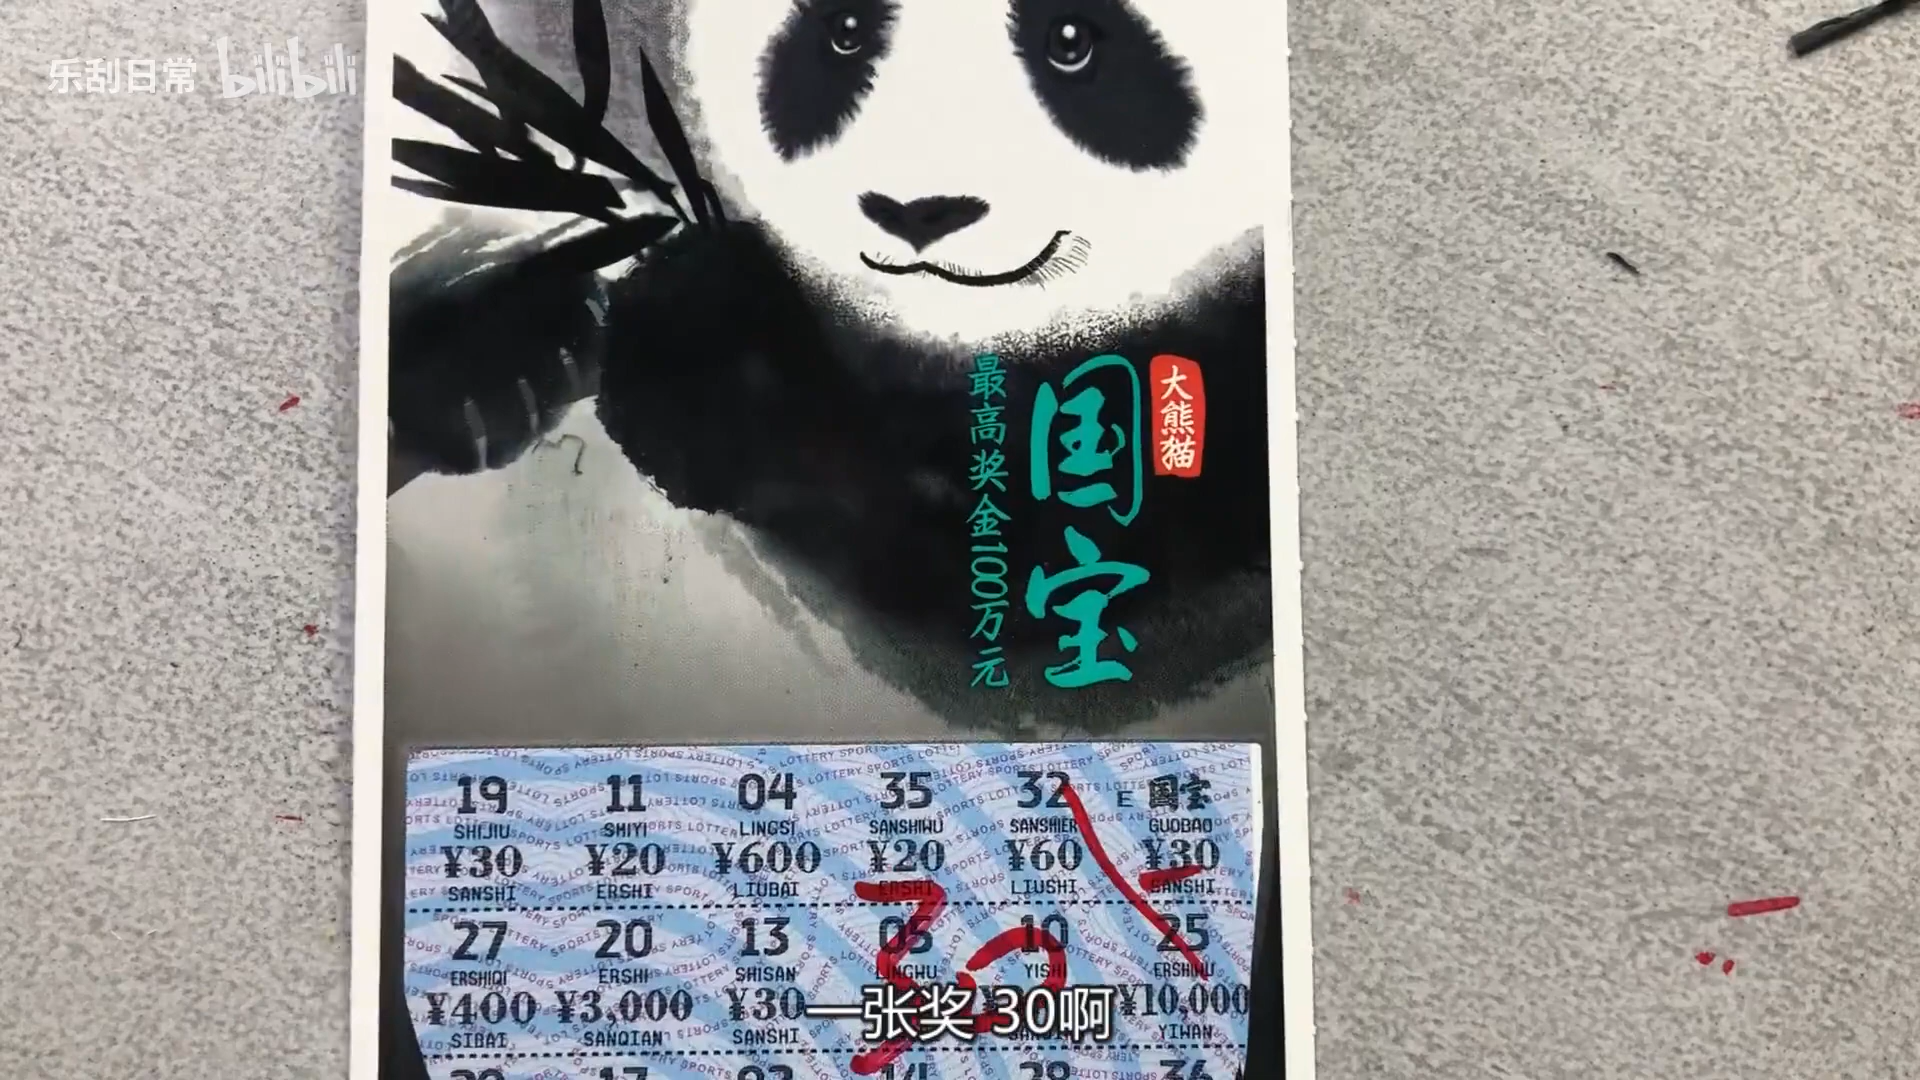 乐刮日常 bilibili
大熊猫
国宝
最高奖金100万元
19 11 04 35 32 E 国宝
SHIJIU SHIYI LINGSI SANSHIWU SANSHIER GUOBAO
¥30 ¥20 ¥600 ¥20 ¥60 ¥30
SANSHI ERSHI LIUBAI ERSHI LIUSHI SANSHI
27 20 13 05 10 25
ERSHIQI ERSHI SHISAN LINGWU YISHI ERSHIWU
¥400 ¥3,000 ¥30 ¥10,000
SIBAI SANQIAN SANSHI YIWAN
30
一张奖 30啊